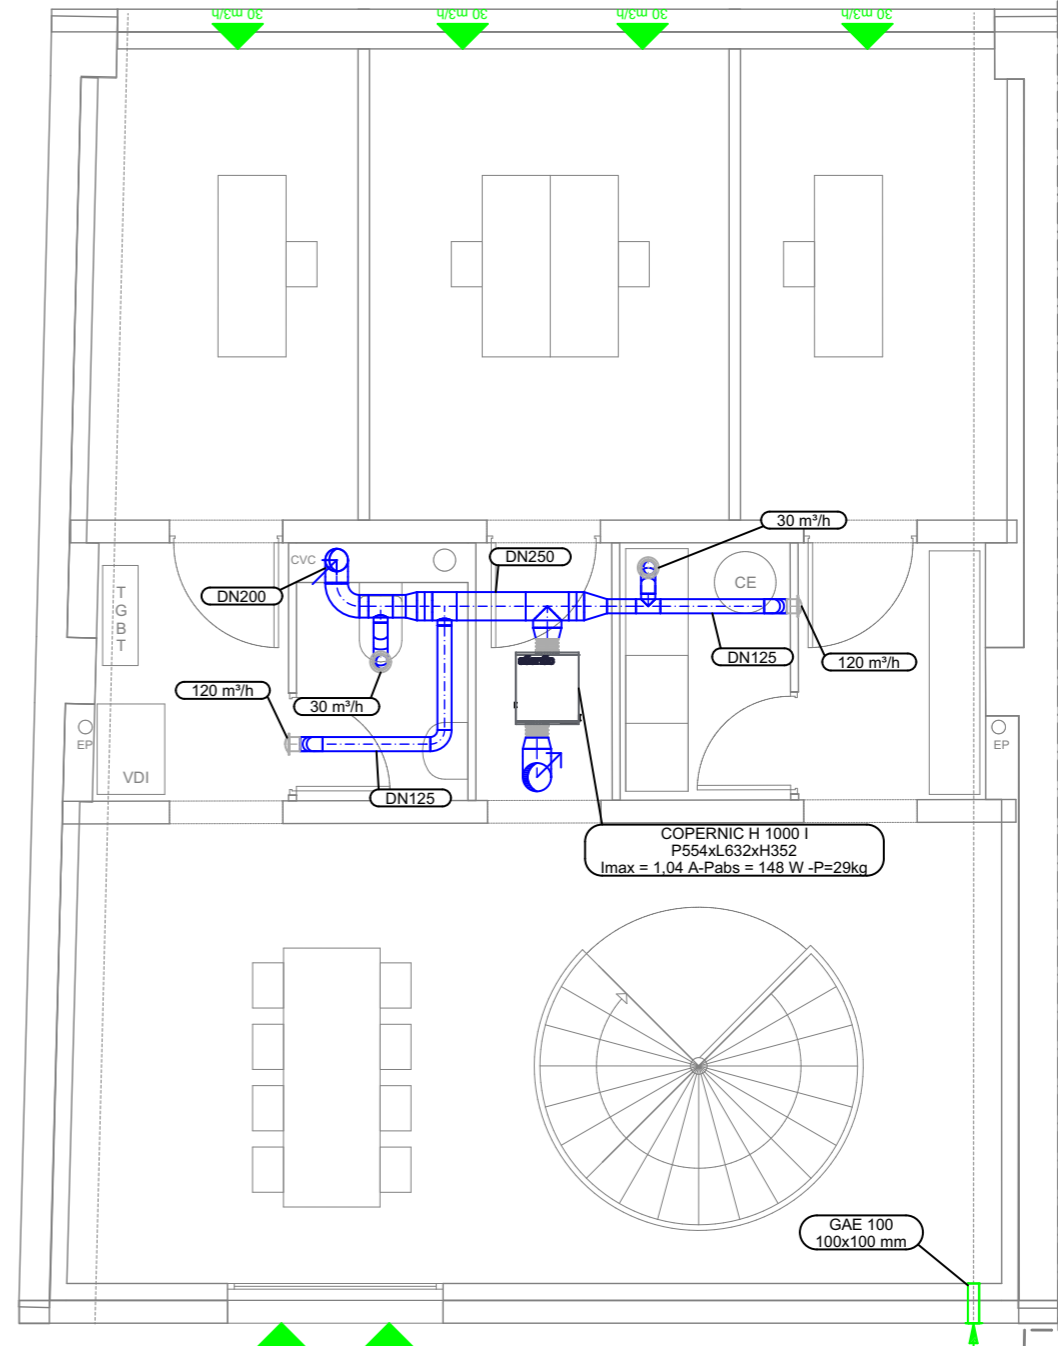 30 m3/h
30 m3/h
30 m3/h
30 m3/h
30 m³/h
CVC
DN250
CE
DN200
T
G
B
T
DN125
120 m³/h
120 m³/h
30 m³/h
EP
VDI
DN125
EP
COPERNIC H 1000 I
P554xL632xH352
Imax = 1,04 A-Pabs = 148 W -P=29kg
GAE 100
100x100 mm